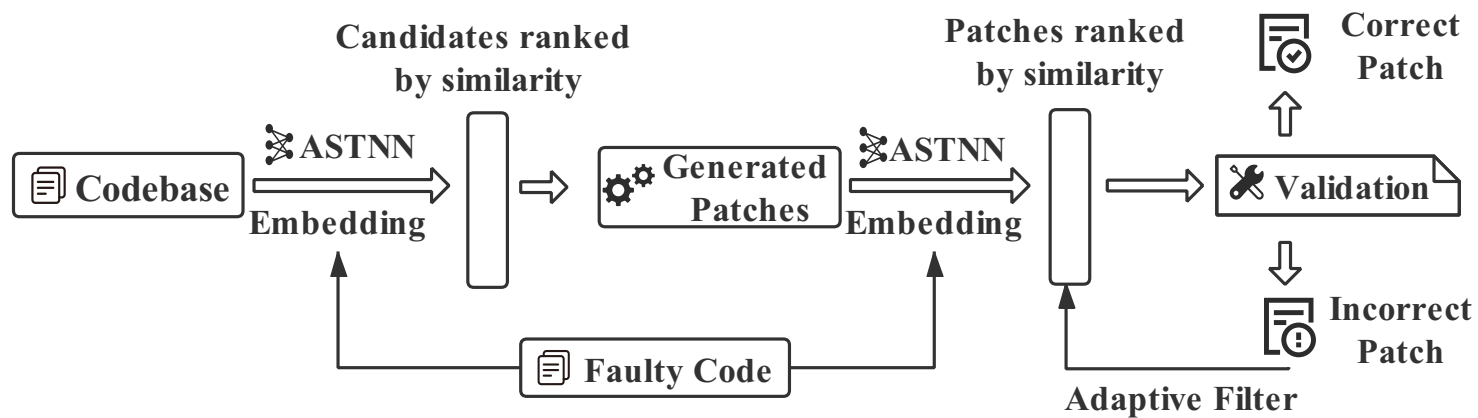 Candidates ranked
by similarity
Patches ranked
by similarity
Correct
Patch
Codebase
ASTNN
Embedding
Generated
Patches
ASTNN
Embedding
Validation
Incorrect
Patch
Faulty Code
Adaptive Filter